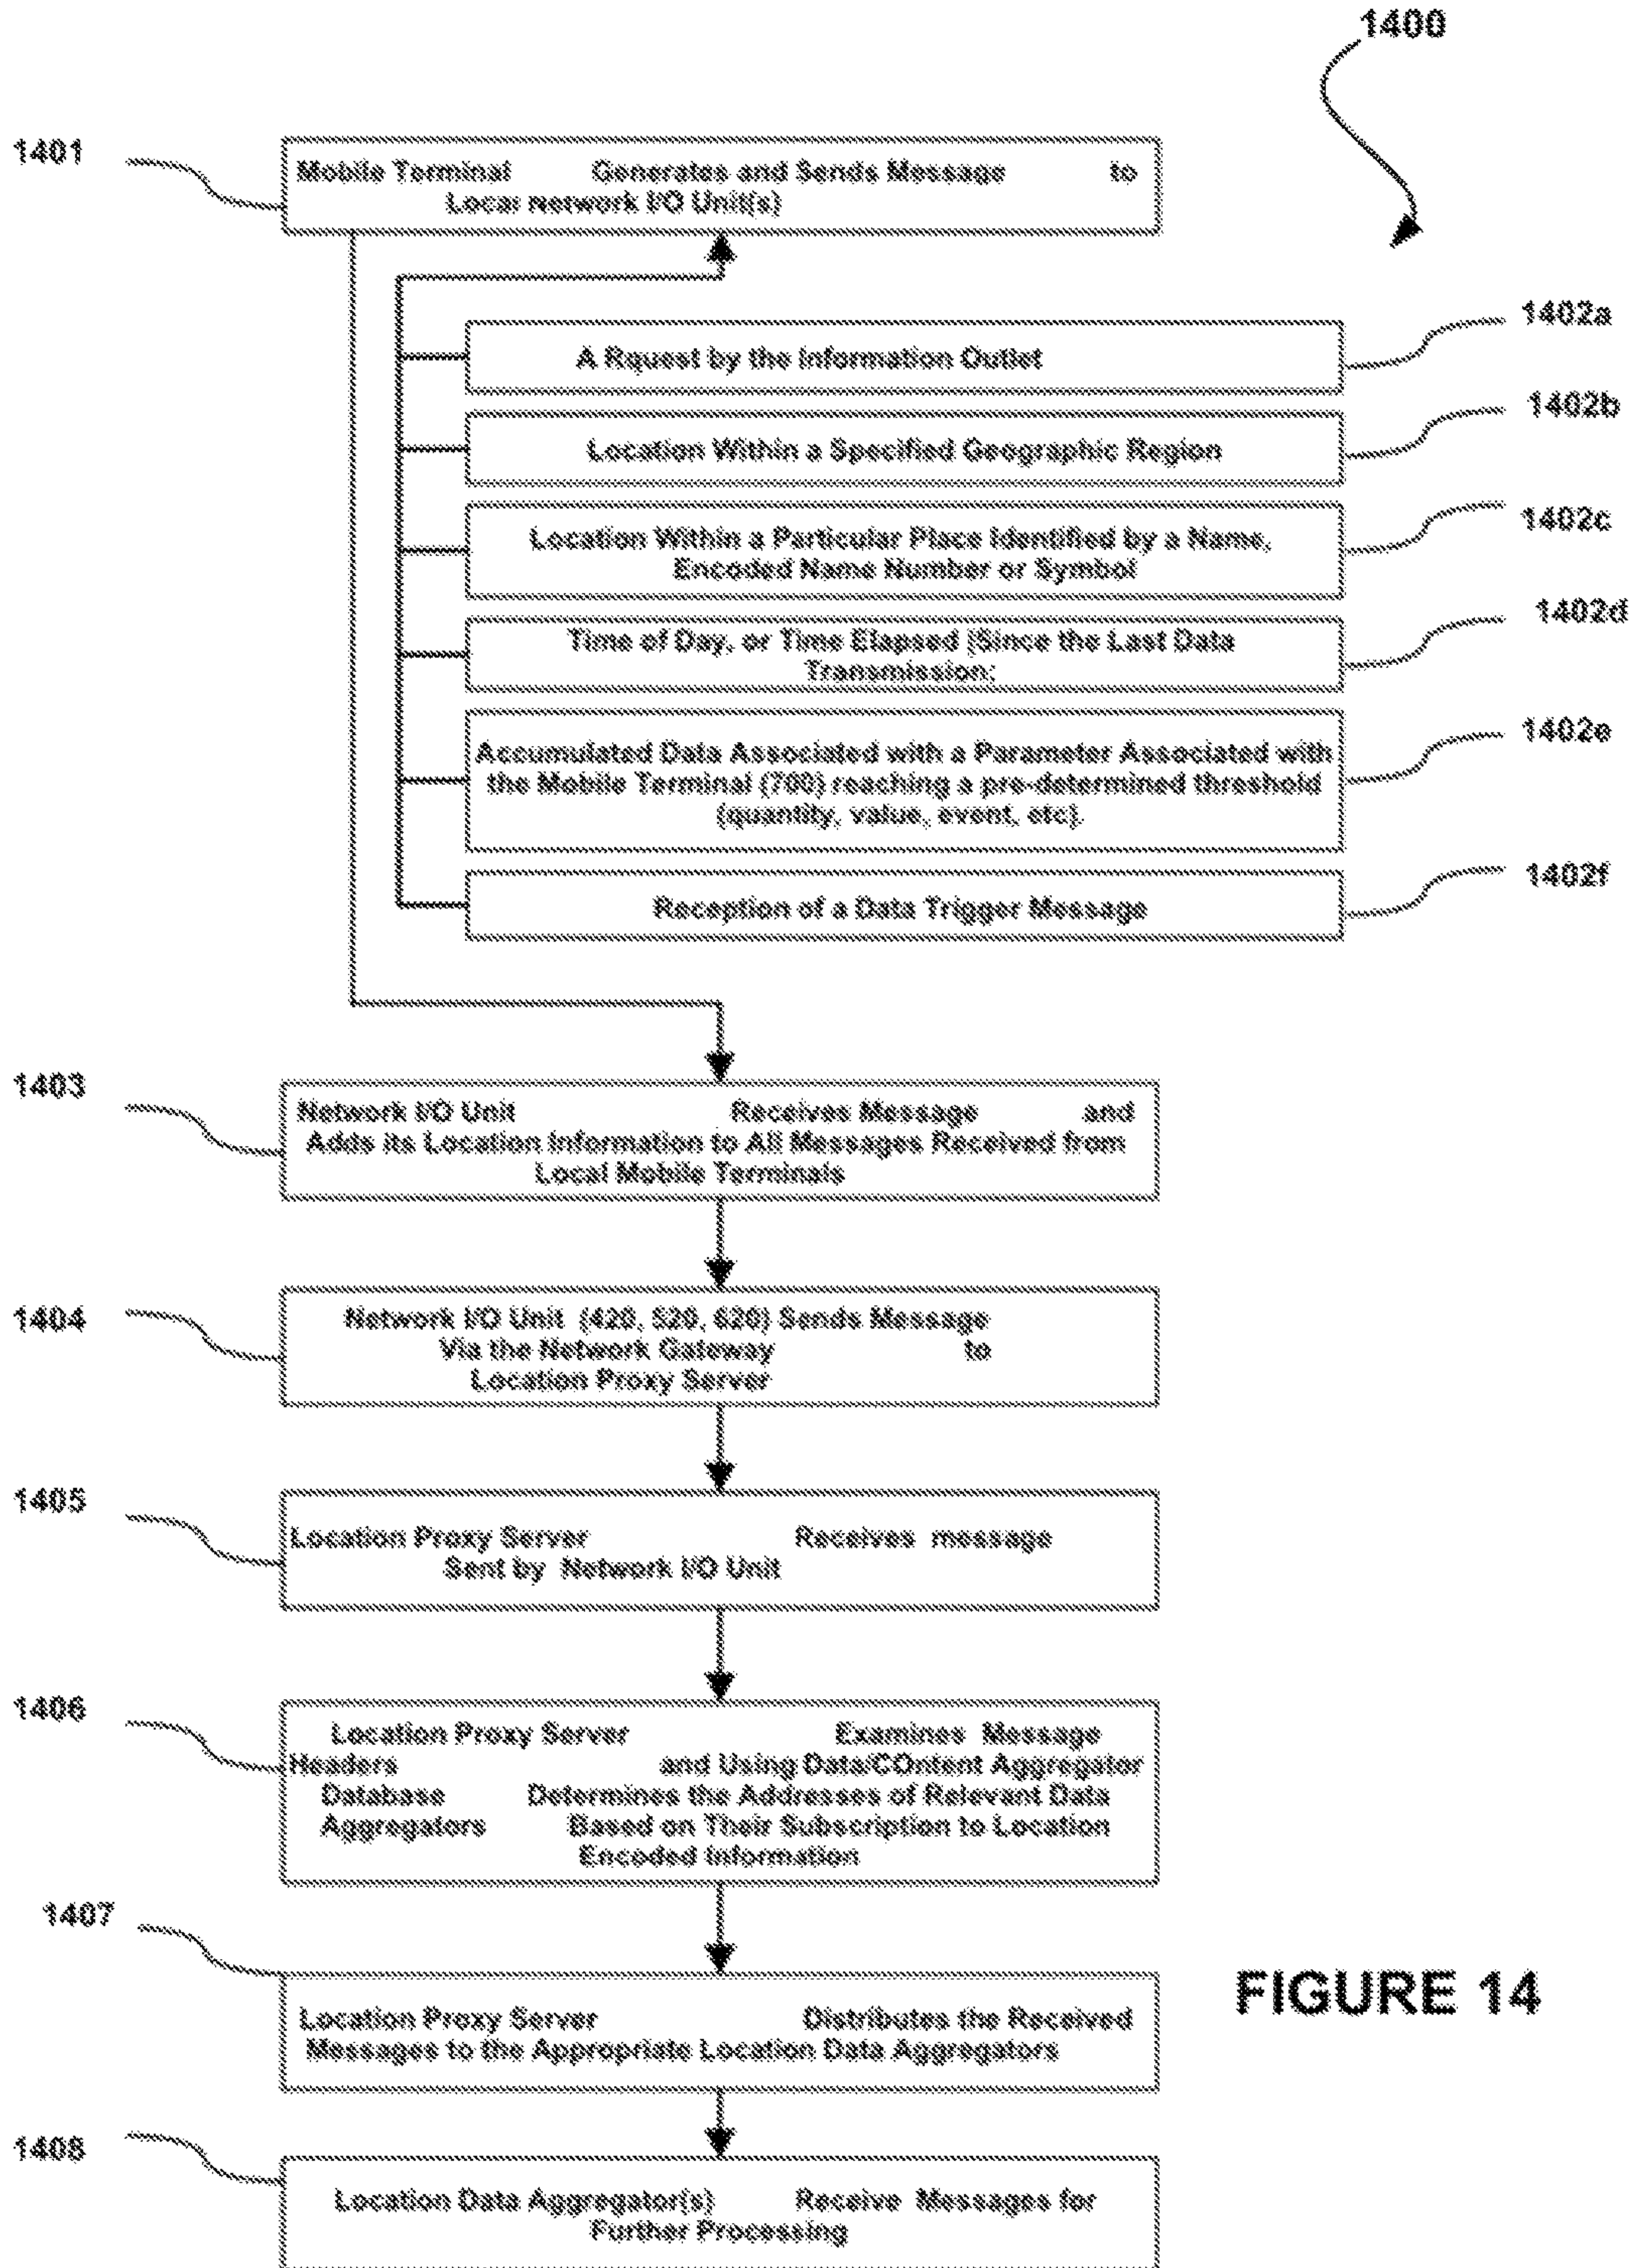 1400
1401
Mobile Terminal Generates and Sends Message to
Local Network I/O Unit(s)
A Rquest by the Information Outlet
1402a
Location Within a Specified Geographic Region
1402b
Location Within a Particular Place Identified by a Name,
Encoded Name Number or Symbol
1402c
Time of Day, or Time Elapsed [Since the Last Data
Transmission;
1402d
Accumulated Data Associated with a Parameter Associated with
the Mobile Terminal (700) reaching a pre-determined threshold
(quantity, value, event, etc).
1402e
Reception of a Data Trigger Message
1402f
1403
Network I/O Unit Receives Message and
Adds its Location Information to All Messages Received from
Local Mobile Terminals
1404
Network I/O Unit (420, 520, 620) Sends Message
Via the Network Gateway to
Location Proxy Server
1405
Location Proxy Server Receives message
Sent by Network I/O Unit
1406
Location Proxy Server Examines Message
Headers and Using Data/COntent Aggregator
Database Determines the Addresses of Relevant Data
Aggregators Based on Their Subscription to Location
Encoded Information
1407
Location Proxy Server Distributes the Received
Messages to the Appropriate Location Data Aggregators
FIGURE 14
1408
Location Data Aggregator(s) Receive Messages for
Further Processing